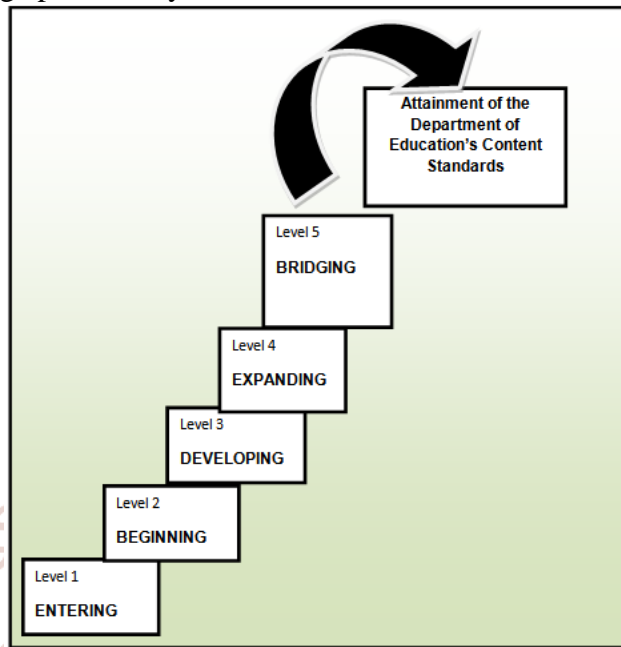 Attainment of the
Department of
Education's Content
Standards
Level 5
BRIDGING
Level 4
EXPANDING
Level 3
DEVELOPING
Level 2
BEGINNING
Level 1
ENTERING